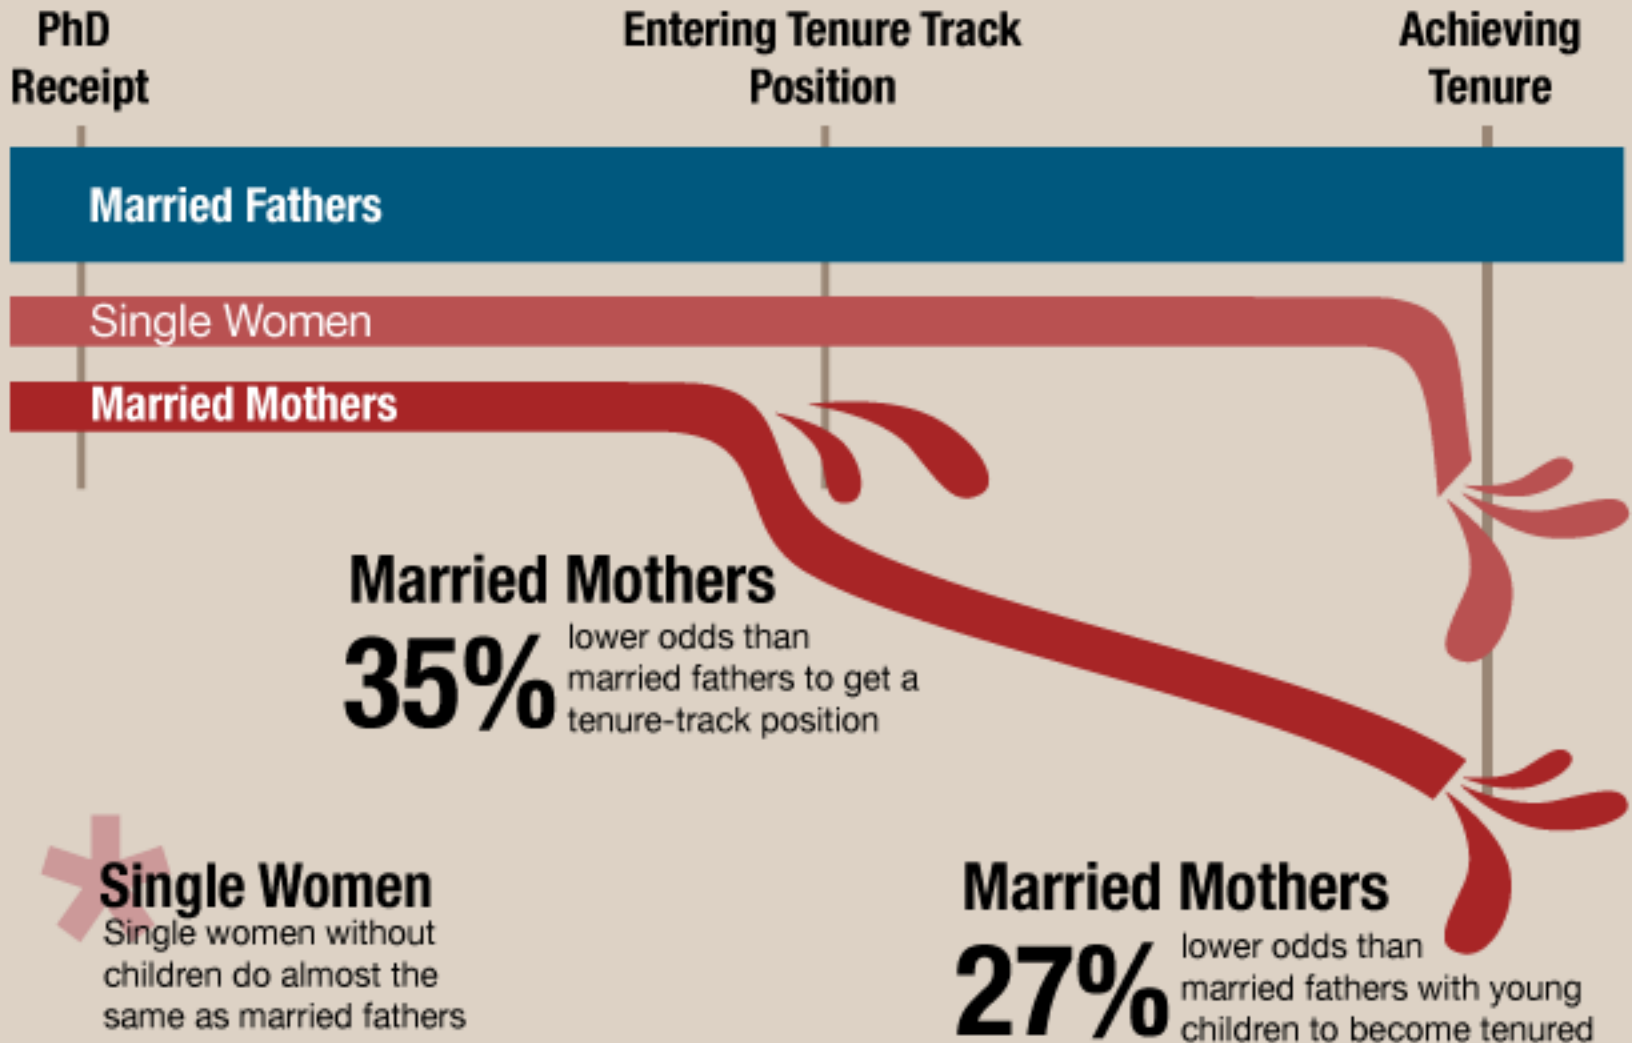 PhD
Receipt
Entering Tenure Track
Position
Achieving
Tenure
Married Fathers
Single Women
Married Mothers
Married Mothers
35%
lower odds than
married fathers to get a
tenure-track position
Single Women
Single women without
children do almost the
same as married fathers
Married Mothers
27%
lower odds than
married fathers with young
children to become tenured